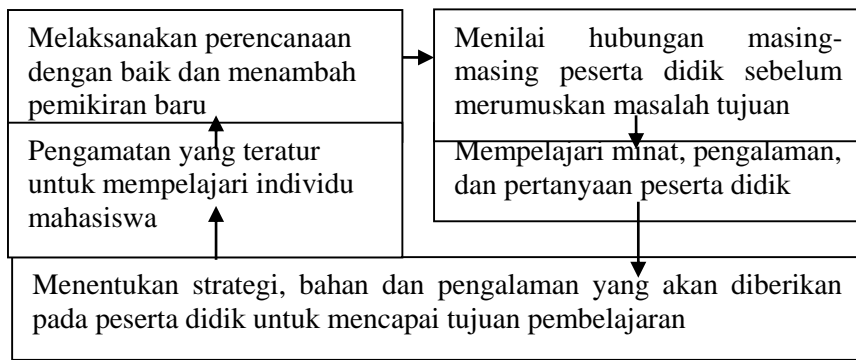 Melaksanakan perencanaan
dengan baik dan menambah
pemikiran baru
Menilai hubungan masing-
masing peserta didik sebelum
merumuskan masalah tujuan
Pengamatan yang teratur
untuk mempelajari individu
mahasiswa
Mempelajari minat, pengalaman,
dan pertanyaan peserta didik
Menentukan strategi, bahan dan pengalaman yang akan diberikan
pada peserta didik untuk mencapai tujuan pembelajaran